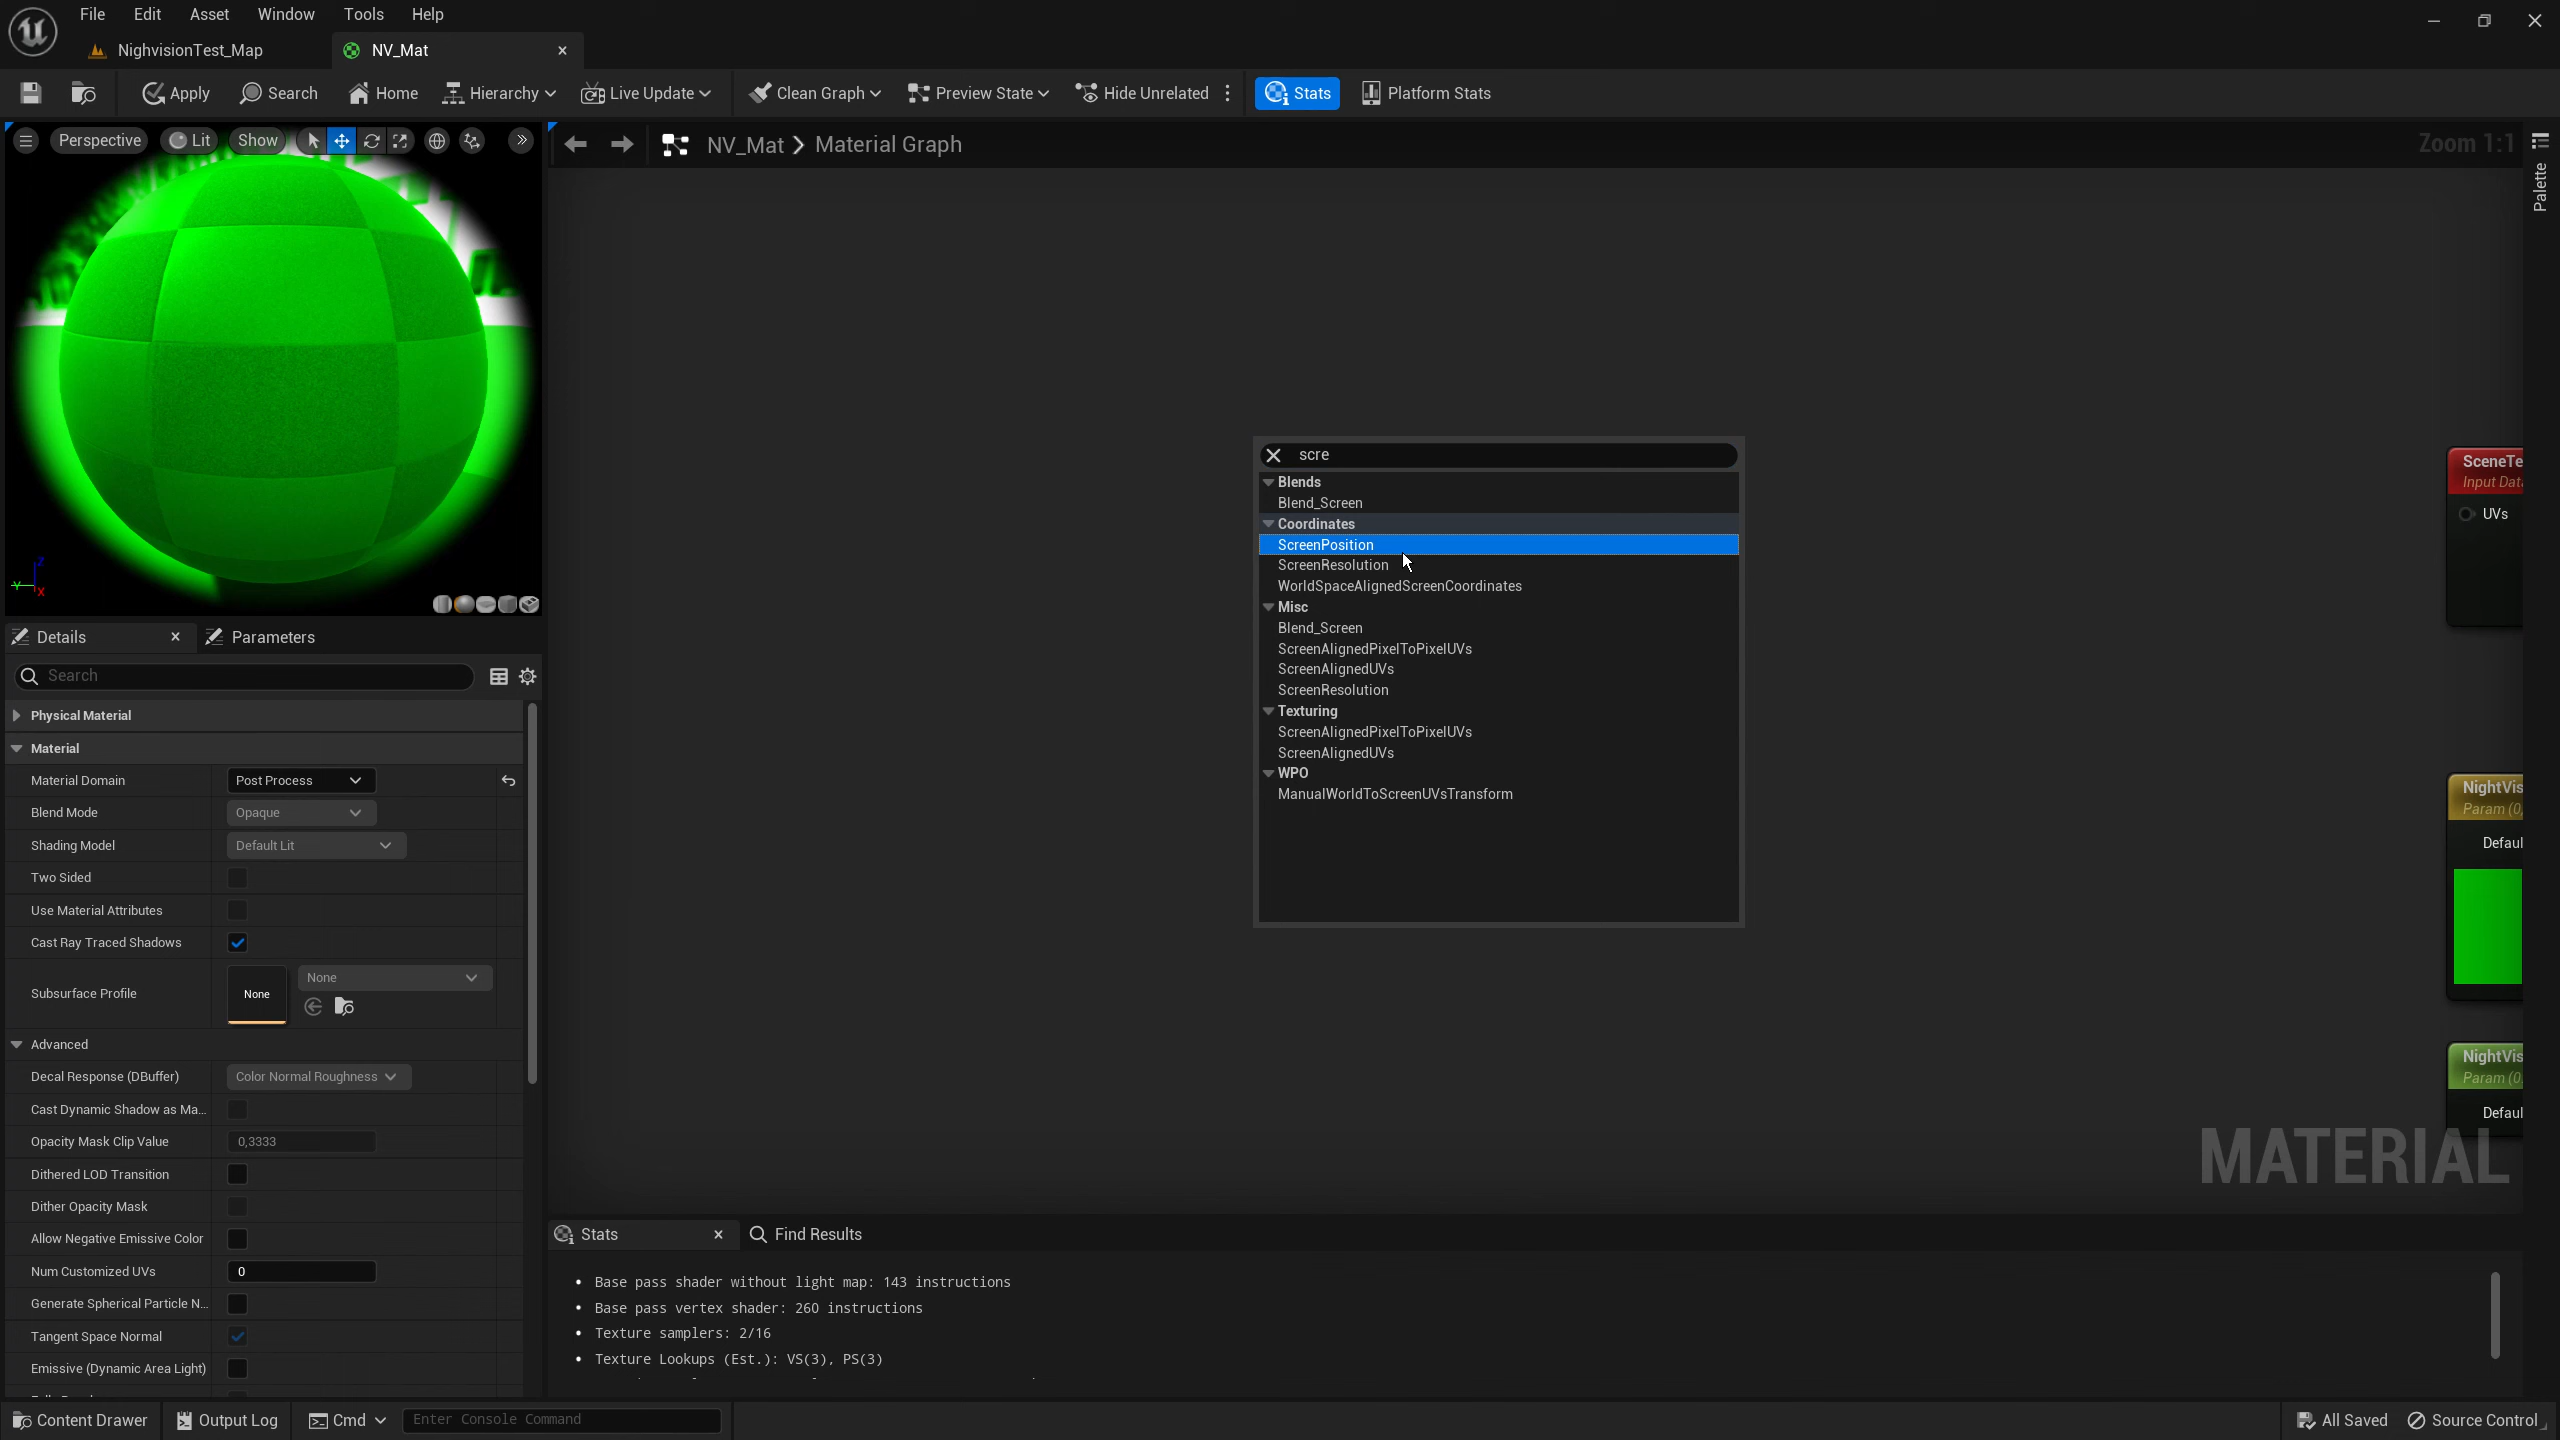 File Edit Asset Window Tools Help
NighvisionTest_Map NV_Mat
Apply Search Home Hierarchy Live Update Clean Graph Preview State Hide Unrelated Stats Platform Stats
Perspective Lit Show
NV_Mat Material Graph
Zoom 1:1
Palette
scre
Blends
Blend_Screen
Coordinates
ScreenPosition
ScreenResolution
WorldSpaceAlignedScreenCoordinates
Misc
Blend_Screen
ScreenAlignedPixelToPixelUVs
ScreenAlignedUVs
ScreenResolution
Texturing
ScreenAlignedPixelToPixelUVs
ScreenAlignedUVs
WPO
ManualWorldToScreenUVsTransform
SceneTe
Input Dat
UVs
NightVis
Param (0,
Defaul
NightVis
Param (0
Defaul
MATERIAL
Z
Y
X
Details Parameters
Search
Physical Material
Material
Material Domain Post Process
Blend Mode Opaque
Shading Model Default Lit
Two Sided
Use Material Attributes
Cast Ray Traced Shadows
Subsurface Profile None None
Advanced
Decal Response (DBuffer) Color Normal Roughness
Cast Dynamic Shadow as Ma...
Opacity Mask Clip Value 0,3333
Dithered LOD Transition
Dither Opacity Mask
Allow Negative Emissive Color
Num Customized UVs 0
Generate Spherical Particle N...
Tangent Space Normal
Emissive (Dynamic Area Light)
Stats Find Results
• Base pass shader without light map: 143 instructions
• Base pass vertex shader: 260 instructions
• Texture samplers: 2/16
• Texture Lookups (Est.): VS(3), PS(3)
Content Drawer Output Log Cmd Enter Console Command All Saved Source Control